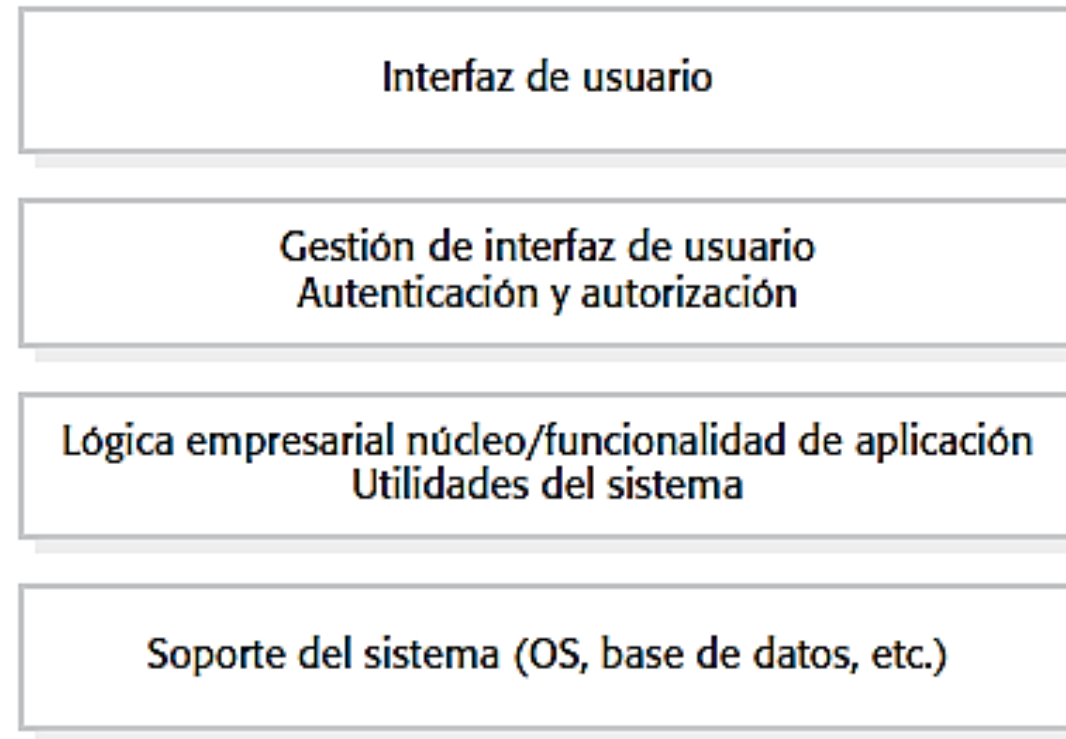 Interfaz de usuario
Gestión de interfaz de usuario
Autenticación y autorización
Lógica empresarial núcleo/funcionalidad de aplicación
Utilidades del sistema
Soporte del sistema (OS, base de datos, etc.)